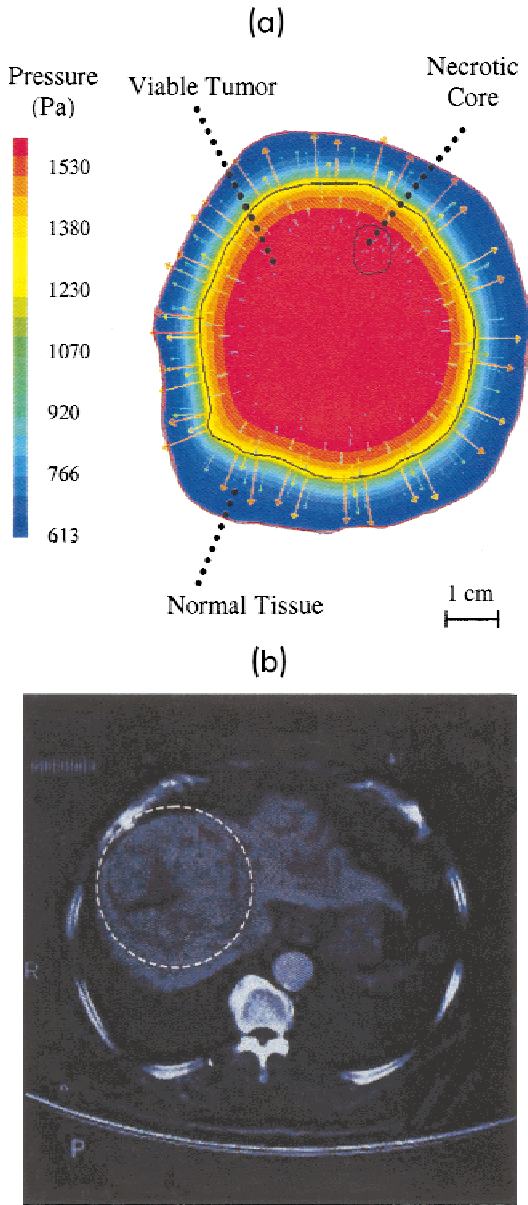 (a)
Pressure
(Pa)
Viable Tumor
Necrotic
Core
1530
1380
1230
1070
920
766
613
Normal Tissue
1 cm
(b)
R
P